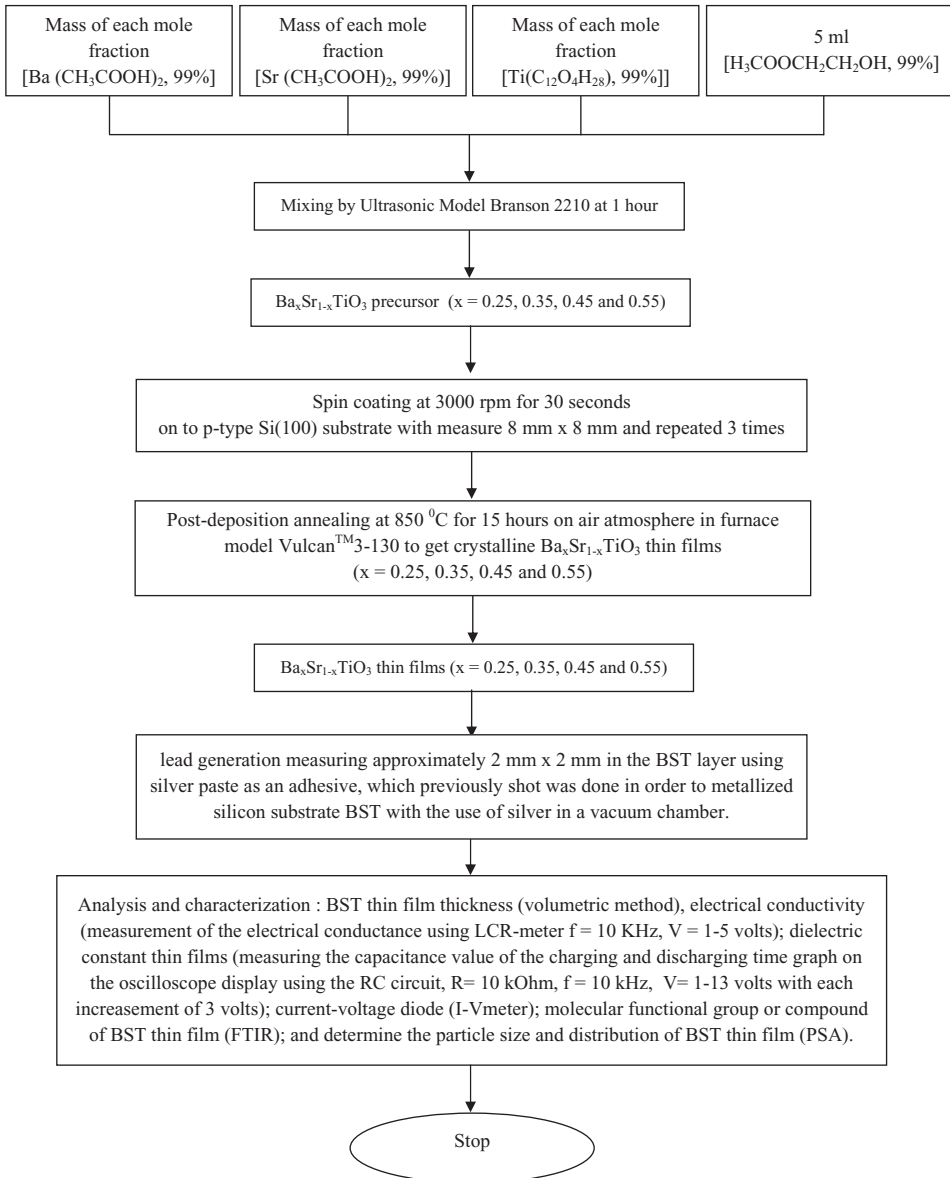 Mass of each mole
fraction
[Ba (CH₃COOH)2, 99%]
Mass of each mole
fraction
[Sr (CH₃COOH)₂, 99%)]
Mass of each mole
fraction
[Ti(C₁₂O₄H₂₈), 99%]]
5 ml
[H₃COOCH₂CH₂OH, 99%]
Mixing by Ultrasonic Model Branson 2210 at 1 hour
BaₓSr₁₋ₓTiO₃ precursor (x = 0.25, 0.35, 0.45 and 0.55)
Spin coating at 3000 rpm for 30 seconds
on to p-type Si(100) substrate with measure 8 mm x 8 mm and repeated 3 times
Post-deposition annealing at 850 ⁰C for 15 hours on air atmosphere in furnace
model Vulcan™3-130 to get crystalline BaₓSr₁₋ₓTiO₃ thin films
(x = 0.25, 0.35, 0.45 and 0.55)
BaₓSr₁₋ₓTiO₃ thin films (x = 0.25, 0.35, 0.45 and 0.55)
lead generation measuring approximately 2 mm x 2 mm in the BST layer using
silver paste as an adhesive, which previously shot was done in order to metallized
silicon substrate BST with the use of silver in a vacuum chamber.
Analysis and characterization : BST thin film thickness (volumetric method), electrical conductivity
(measurement of the electrical conductance using LCR-meter f = 10 KHz, V = 1-5 volts); dielectric
constant thin films (measuring the capacitance value of the charging and discharging time graph on
the oscilloscope display using the RC circuit, R= 10 kOhm, f = 10 kHz, V= 1-13 volts with each
increasement of 3 volts); current-voltage diode (I-Vmeter); molecular functional group or compound
of BST thin film (FTIR); and determine the particle size and distribution of BST thin film (PSA).
Stop